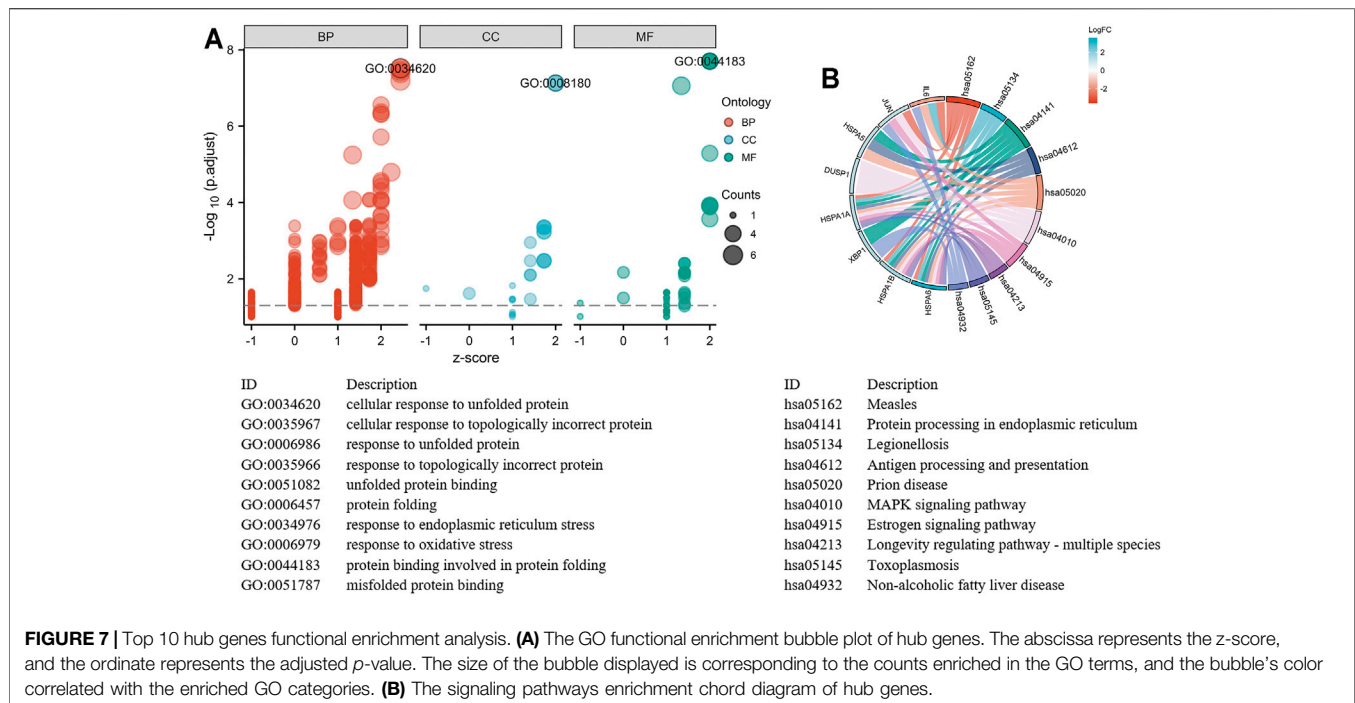 A
BP
CC
MF
8
6
4
2
-Log 10 (p.adjust)
GO:0034620
GO:0008180
GO:0044183
-1 0 1 2
-1 0 1 2
-1 0 1 2
z-score
Ontology
BP
CC
MF
Counts
1
4
6
B
LogFC
2
0
-2
hsa05162
hsa05134
hsa04141
hsa04612
hsa05020
hsa04010
hsa04915
hsa04213
hsa05145
hsa04932
HSPA9
HSPA1B
XBP1
HSPA1A
DUSP1
HSPA5
JUN
IL6
ID Description
GO:0034620 cellular response to unfolded protein
GO:0035967 cellular response to topologically incorrect protein
GO:0006986 response to unfolded protein
GO:0035966 response to topologically incorrect protein
GO:0051082 unfolded protein binding
GO:0006457 protein folding
GO:0034976 response to endoplasmic reticulum stress
GO:0006979 response to oxidative stress
GO:0044183 protein binding involved in protein folding
GO:0051787 misfolded protein binding
ID Description
hsa05162 Measles
hsa04141 Protein processing in endoplasmic reticulum
hsa05134 Legionellosis
hsa04612 Antigen processing and presentation
hsa05020 Prion disease
hsa04010 MAPK signaling pathway
hsa04915 Estrogen signaling pathway
hsa04213 Longevity regulating pathway - multiple species
hsa05145 Toxoplasmosis
hsa04932 Non-alcoholic fatty liver disease
FIGURE 7 | Top 10 hub genes functional enrichment analysis. (A) The GO functional enrichment bubble plot of hub genes. The abscissa represents the z-score,
and the ordinate represents the adjusted p-value. The size of the bubble displayed is corresponding to the counts enriched in the GO terms, and the bubble's color
correlated with the enriched GO categories. (B) The signaling pathways enrichment chord diagram of hub genes.